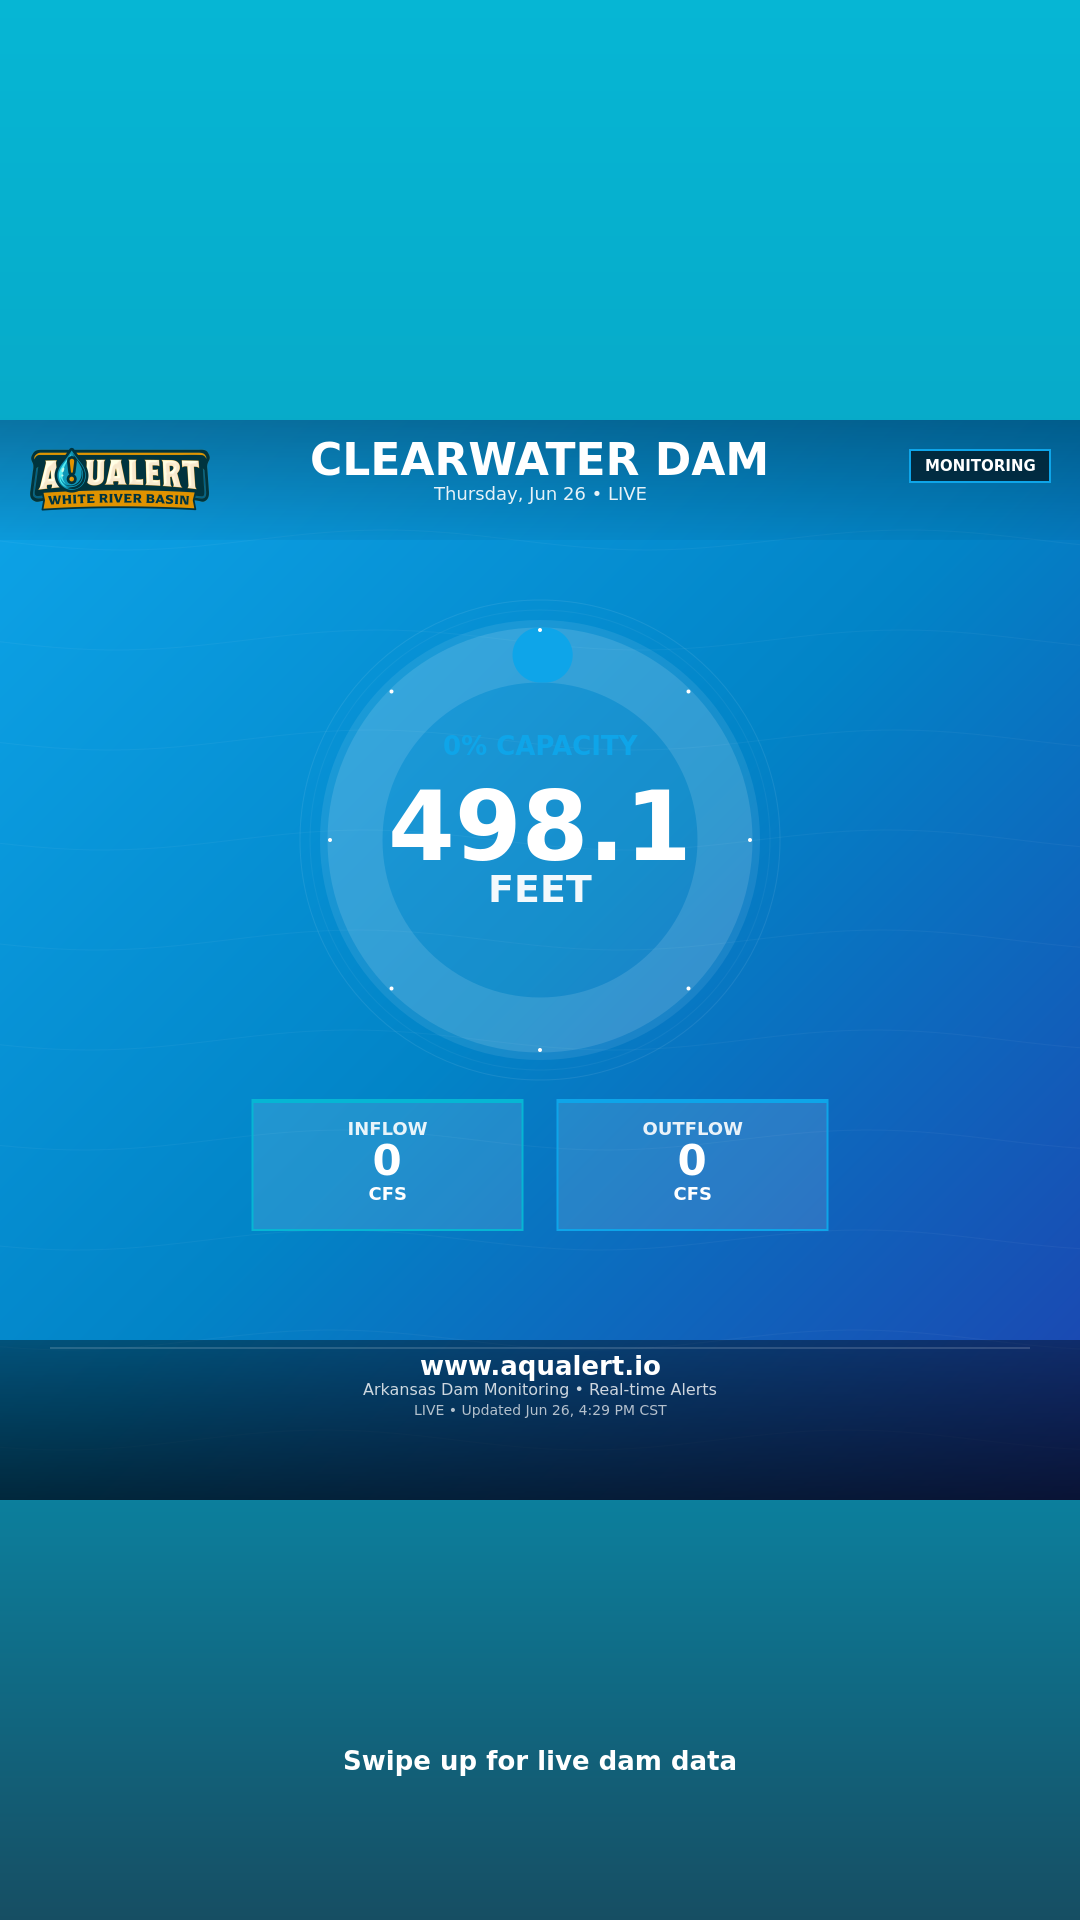 AQUALERT
WHITE RIVER BASIN
CLEARWATER DAM
Thursday, Jun 26 • LIVE
MONITORING
0% CAPACITY
498.1
FEET
INFLOW
0
CFS
OUTFLOW
0
CFS
www.aqualert.io
Arkansas Dam Monitoring • Real-time Alerts
LIVE • Updated Jun 26, 4:29 PM CST
Swipe up for live dam data